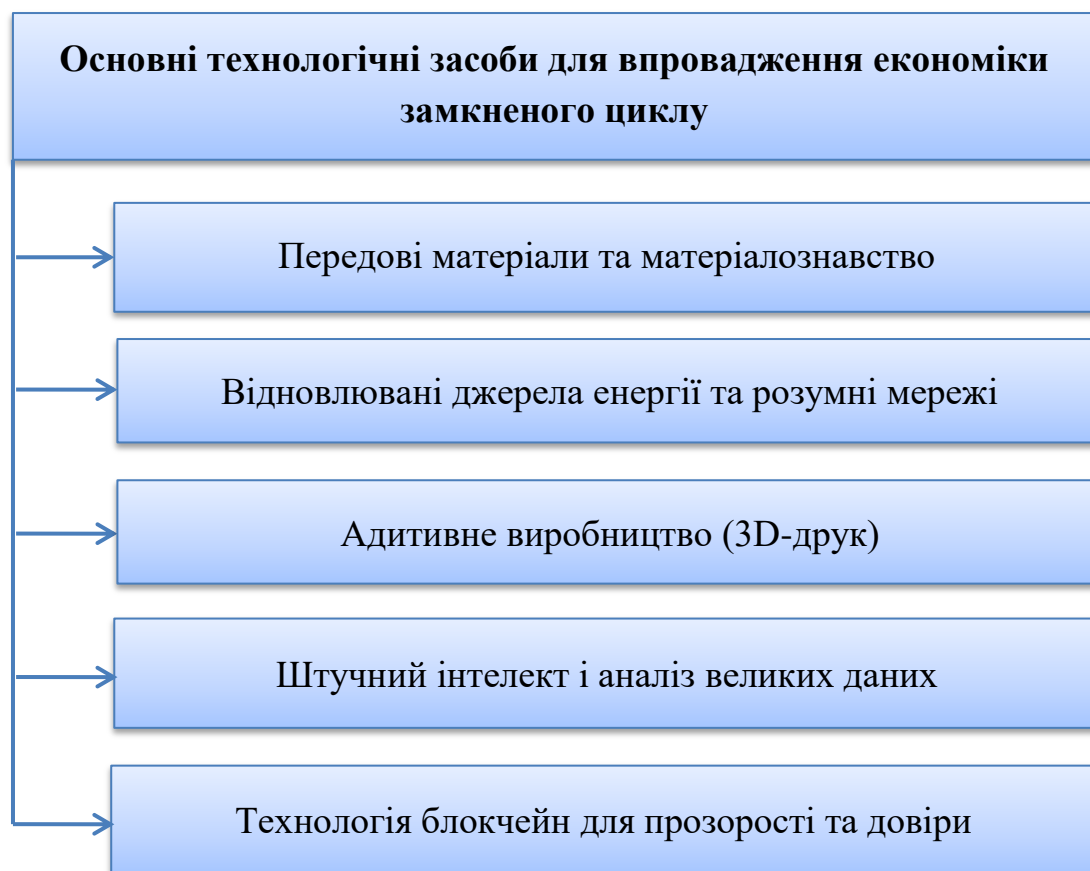 Основні технологічні засоби для впровадження економіки
замкненого циклу
Передові матеріали та матеріалознавство
Відновлювані джерела енергії та розумні мережі
Адитивне виробництво (3D-друк)
Штучний інтелект і аналіз великих даних
Технологія блокчейн для прозорості та довіри